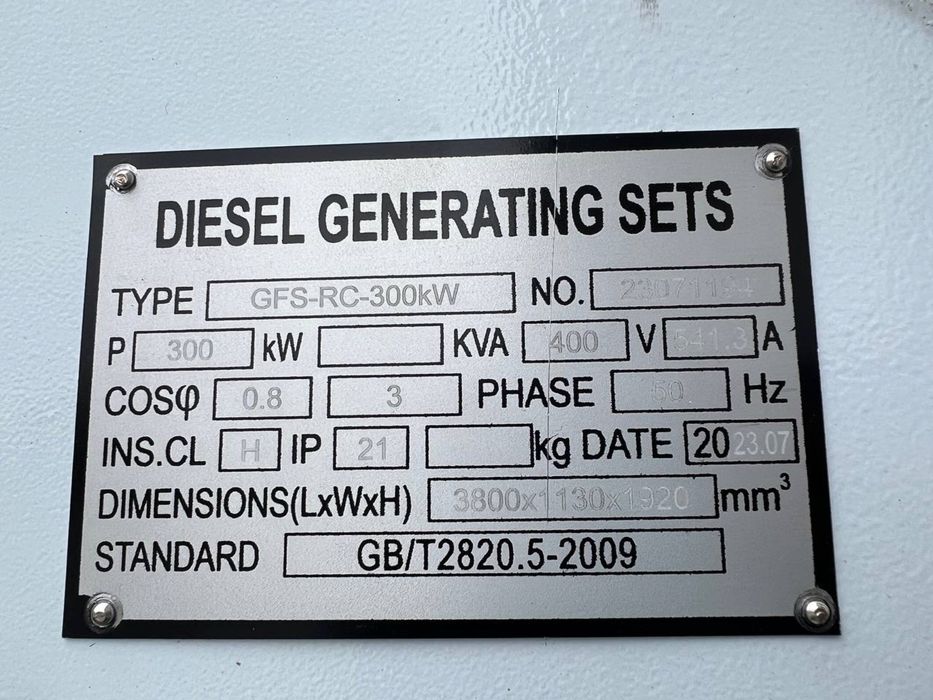 DIESEL GENERATING SETS
TYPE GFS-RC-300kW NO. 23071194
P 300 kW KVA 400 V 541.3 A
COSφ 0.8 3 PHASE 50 Hz
INS.CL H IP 21 kg DATE 2023.07
DIMENSIONS(LxWxH) 3800x1130x1920 mm³
STANDARD GB/T2820.5-2009